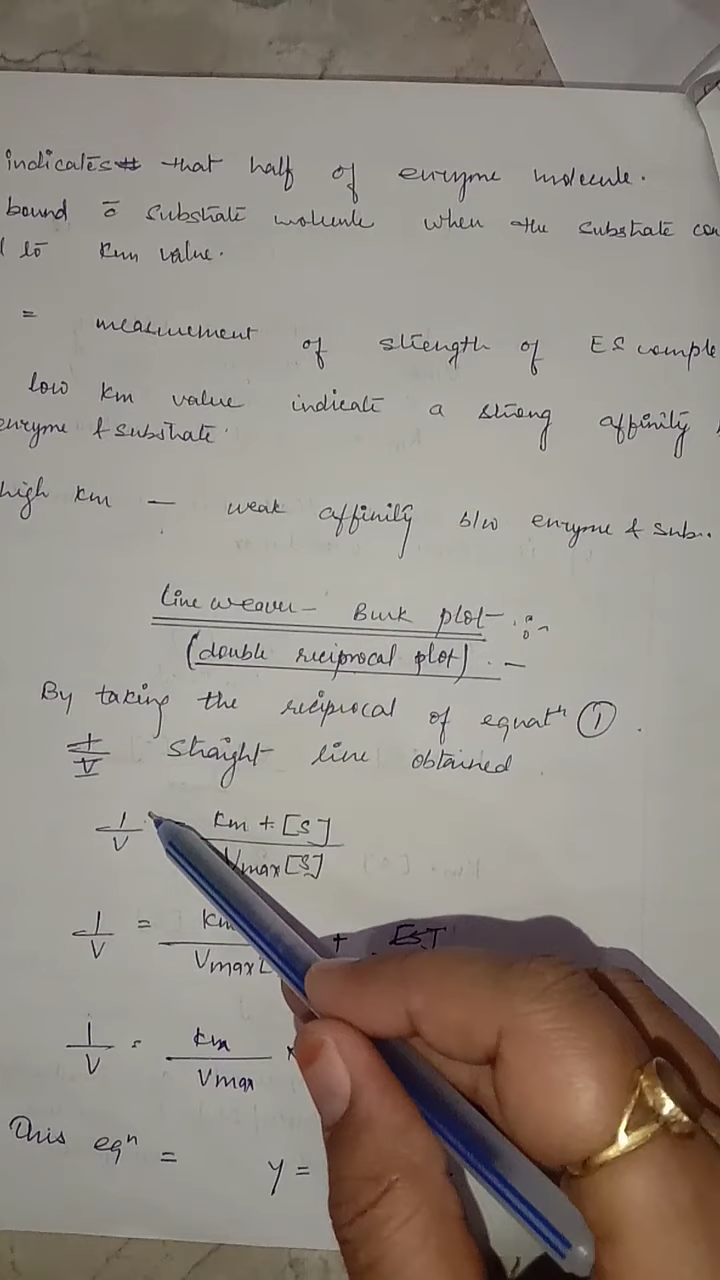 indicates that half of enzyme molecule.
bound c̄ substrate molecule when the substrate con
l to km value.
= measurement of strength of ES comple
low km value indicate a strong affinity
enzyme & substrate
high km — weak affinity b/w enzyme & sub..
Line weaver - Burk plot :-
(double reciprocal plot). -
By taking the reciprocal of equatⁿ ①.
1/V straight line obtained
1/V = km + [S] / Vmax [S]
1/V = km / Vmax [ + [S]
1/V = km / Vmax ×
This eqⁿ = y =